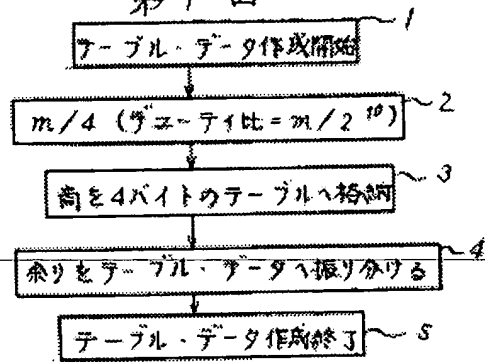 第1図
テーブル・データ作成開始 1
m/4 (デューティ比=m/2¹⁰) 2
商を4バイトのテーブルへ格納 3
余りをテーブル・データへ振り分ける 4
テーブル・データ作成終了 5